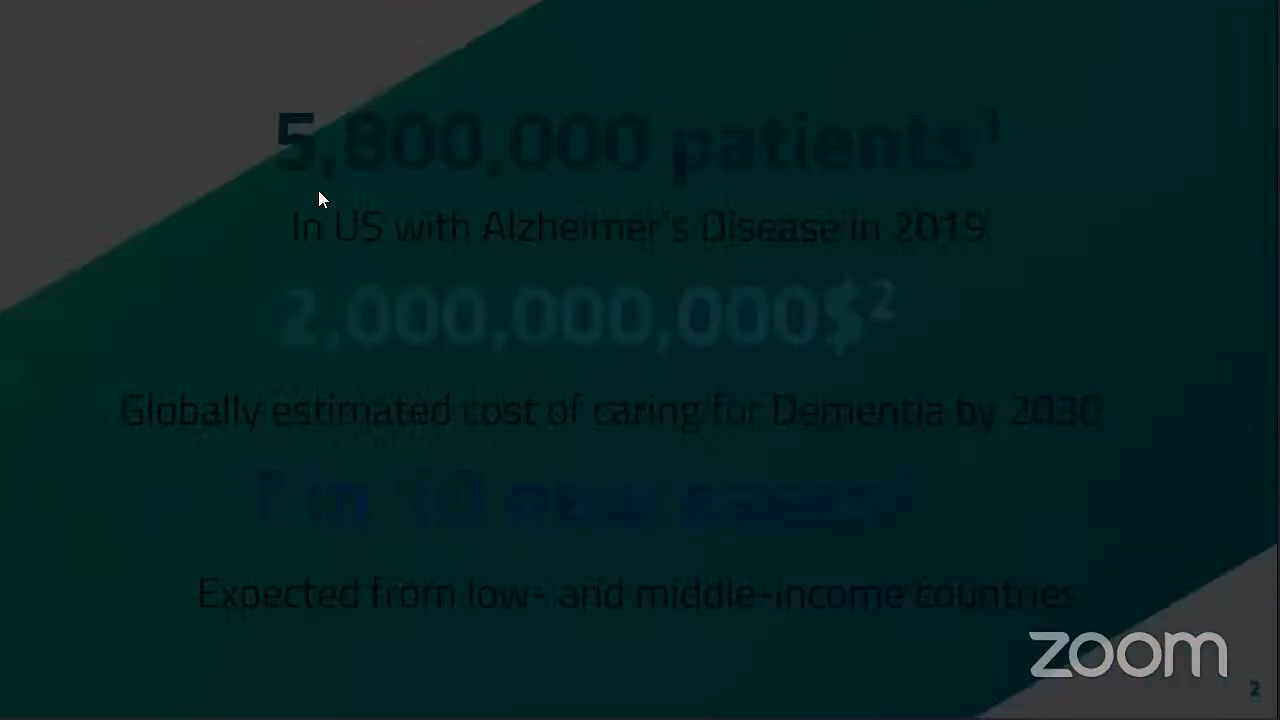 5,800,000 patients¹
In US with Alzheimer's Disease in 2019
2,000,000,000$²
Globally estimated cost of caring for Dementia by 2030
7 in 10 new cases
Expected from low- and middle-income countries
zoom
2